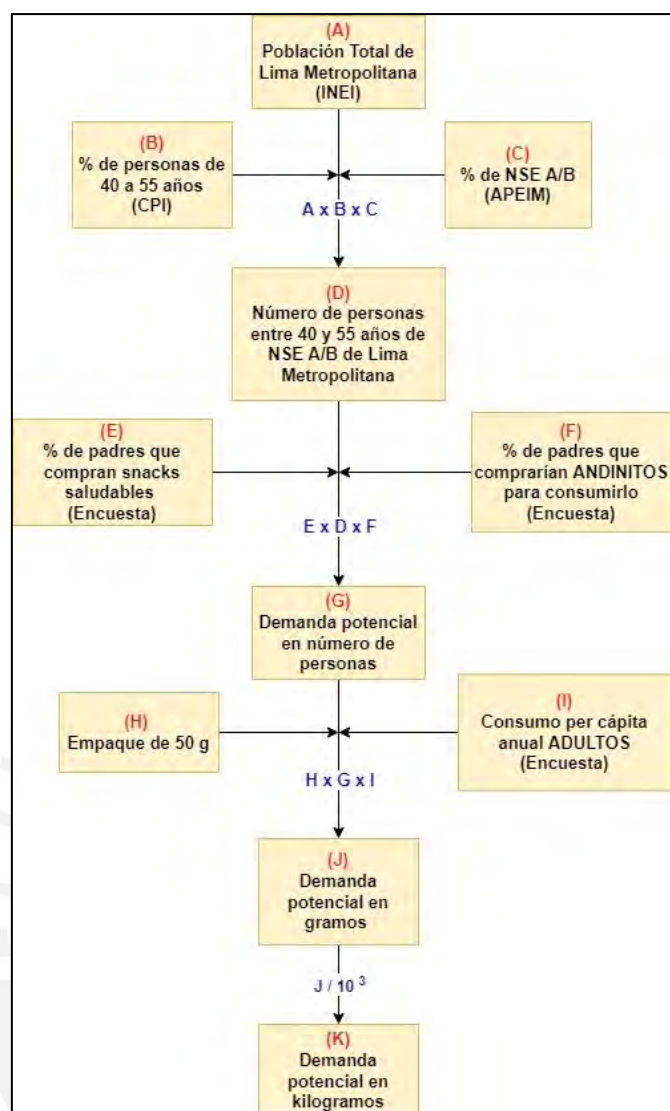 (A)
Población Total de
Lima Metropolitana
(INEI)
(B)
% de personas de
40 a 55 años
(CPI)
(C)
% de NSE A/B
(APEIM)
A x B x C
(D)
Número de personas
entre 40 y 55 años de
NSE A/B de Lima
Metropolitana
(E)
% de padres que
compran snacks
saludables
(Encuesta)
(F)
% de padres que
comprarían ANDINITOS
para consumirlo
(Encuesta)
E x D x F
(G)
Demanda potencial
en número de
personas
(H)
Empaque de 50 g
(I)
Consumo per cápita
anual ADULTOS
(Encuesta)
H x G x I
(J)
Demanda
potencial en
gramos
J / 10 ³
(K)
Demanda
potencial en
kilogramos